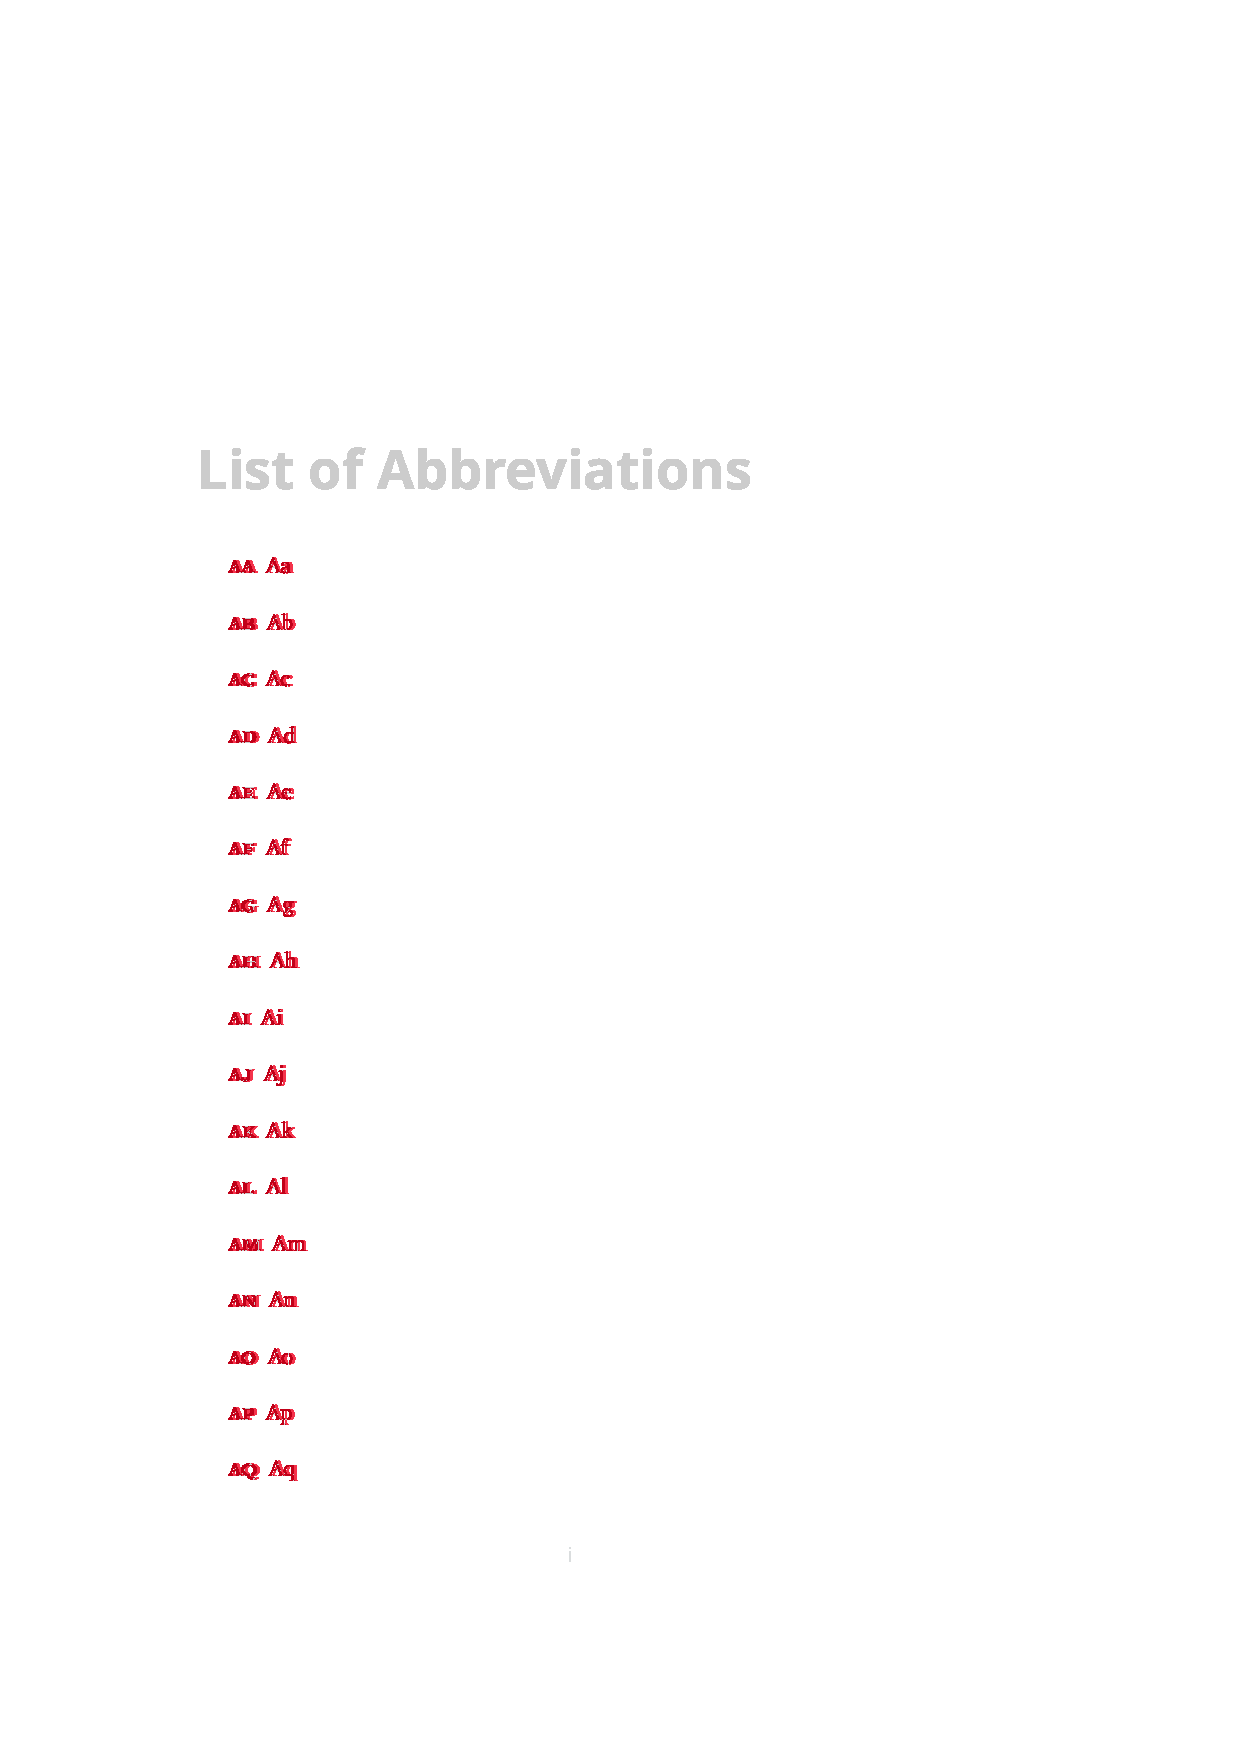 List of Abbreviations
AA Aa
AB Ab
AC Ac
AD Ad
AE Ae
AF Af
AG Ag
AH Ah
AI Ai
AJ Aj
AK Ak
AL Al
AM Am
AN An
AO Ao
AP Ap
AQ Aq
i